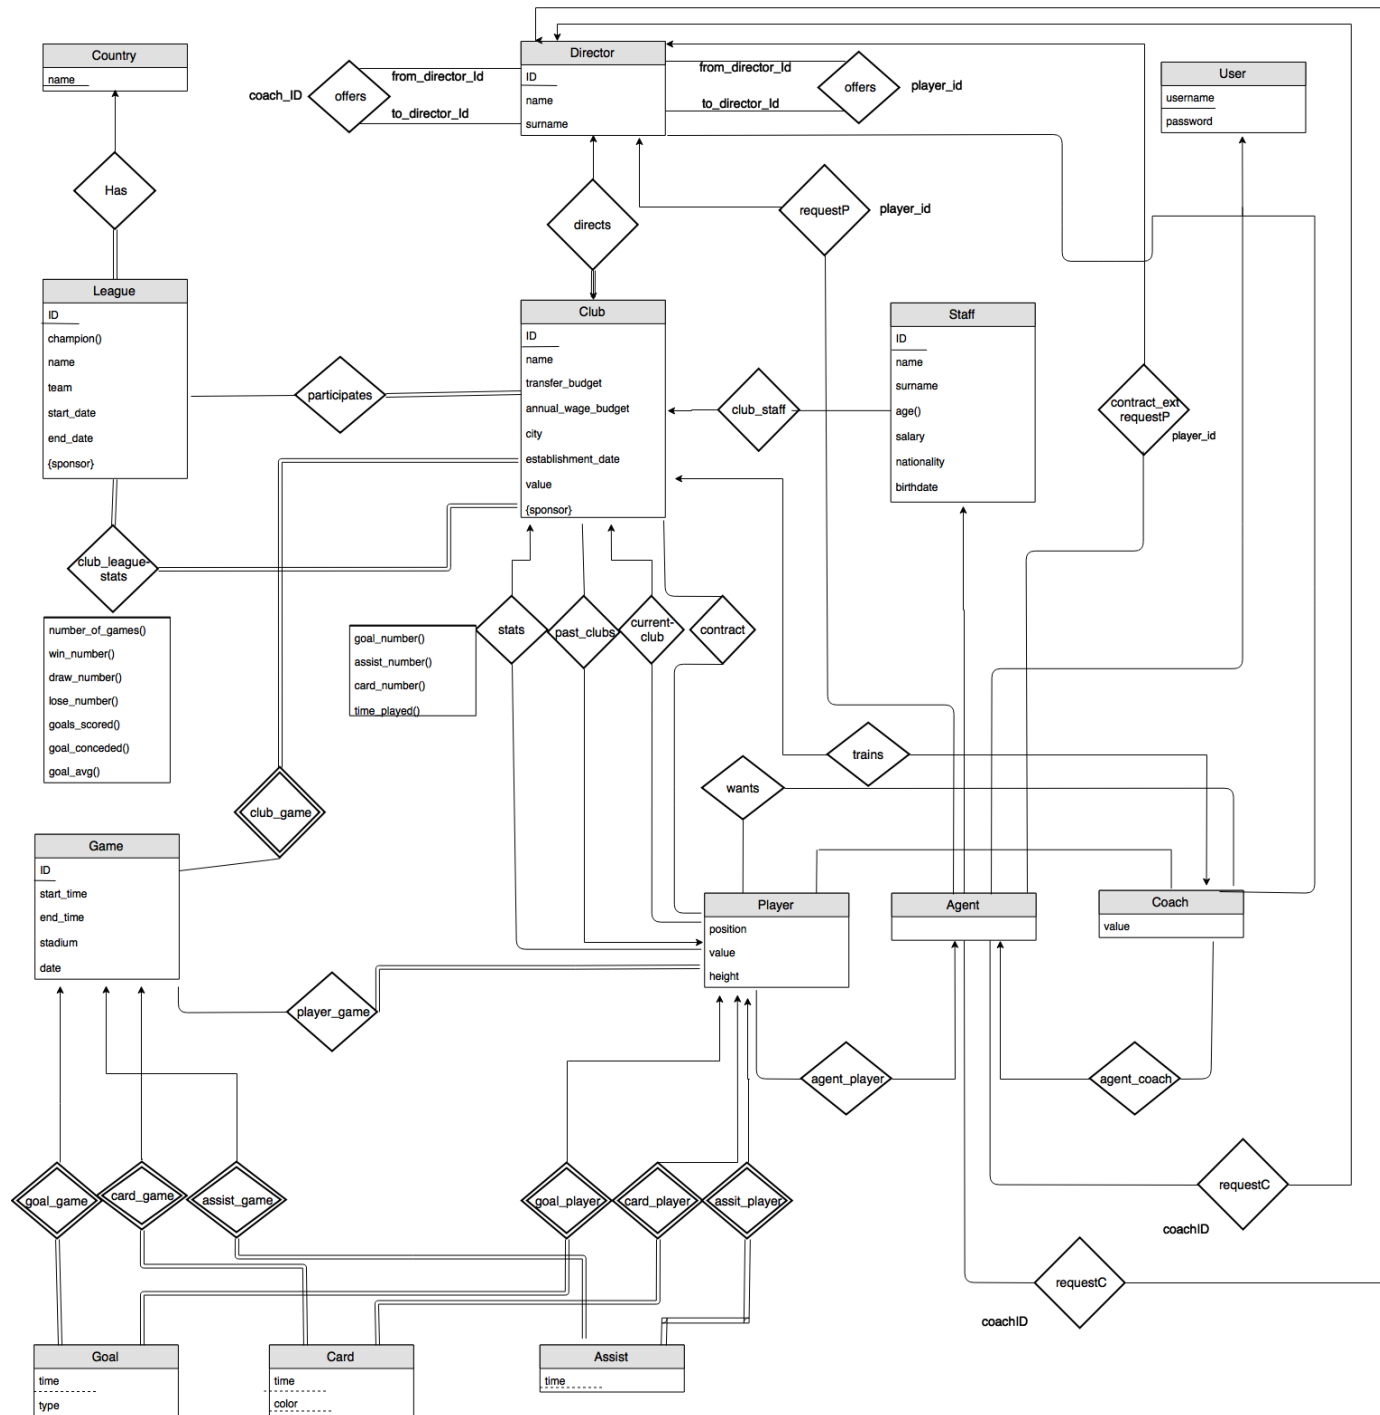 Country
name
Has
League
ID
champion()
name
team
start_date
end_date
{sponsor}
club_league-
stats
number_of_games()
win_number()
draw_number()
lose_number()
goals_scored()
goal_conceded()
goal_avg()
participates
coach_ID
offers
from_director_Id
to_director_Id
Director
ID
name
surname
from_director_Id
to_director_Id
offers
player_id
directs
requestP
player_id
User
username
password
Club
ID
name
transfer_budget
annual_wage_budget
city
establishment_date
value
{sponsor}
club_staff
Staff
ID
name
surname
age()
salary
nationality
birthdate
contract_ext
requestP
player_id
goal_number()
assist_number()
card_number()
time_played()
stats
past_clubs
current-
club
contract
trains
wants
club_game
Game
ID
start_time
end_time
stadium
date
player_game
Player
position
value
height
Agent
Coach
value
agent_player
agent_coach
goal_game
card_game
assist_game
goal_player
card_player
assit_player
requestC
coachID
requestC
coachID
Goal
time
type
Card
time
color
Assist
time